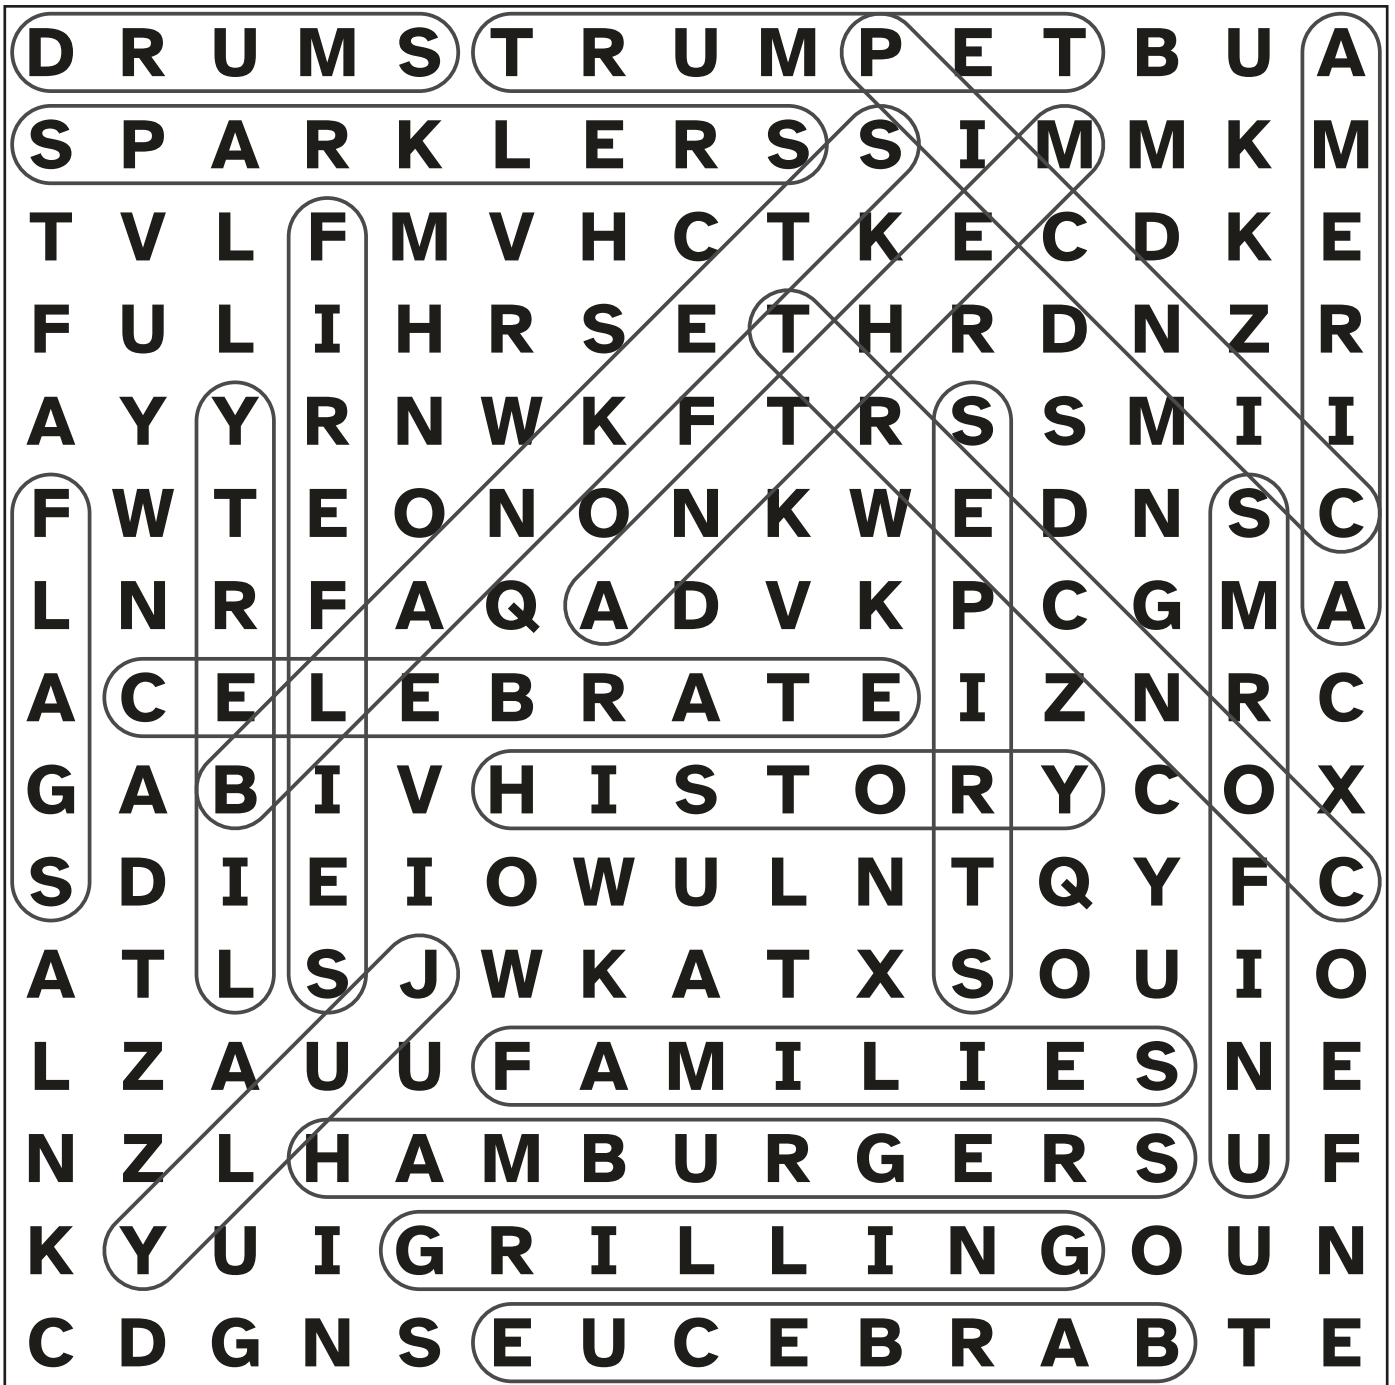 D R U M S T R U M P E T B U A
S P A R K L E R S S I M M K M
T V L F M V H C T K E C D K E
F U L I H R S E T H R D N Z R
A Y Y R N W K F T R S S M I I
F W T E O N O N K W E D N S C
L N R F A Q A D V K P C G M A
A C E L E B R A T E I Z N R C
G A B I V H I S T O R Y C O X
S D I E I O W U L N T Q Y F C
A T L S J W K A T X S O U I O
L Z A U U F A M I L I E S N E
N Z L H A M B U R G E R S U F
K Y U I G R I L L I N G O U N
C D G N S E U C E B R A B T E